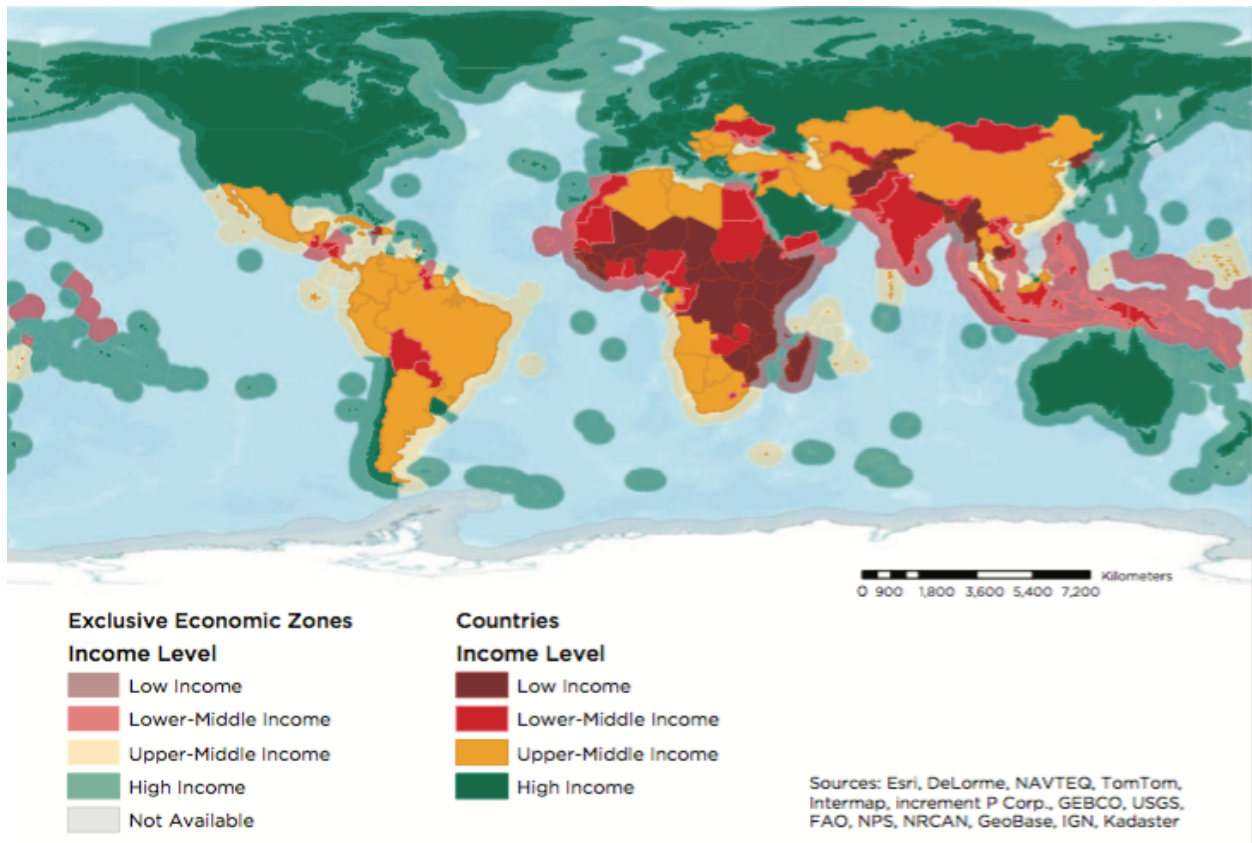 Kilometers
0 900 1,800 3,600 5,400 7,200
Exclusive Economic Zones
Income Level
Low Income
Lower-Middle Income
Upper-Middle Income
High Income
Not Available
Countries
Income Level
Low Income
Lower-Middle Income
Upper-Middle Income
High Income
Sources: Esri, DeLorme, NAVTEQ, TomTom,
Intermap, increment P Corp., GEBCO, USGS,
FAO, NPS, NRCAN, GeoBase, IGN, Kadaster